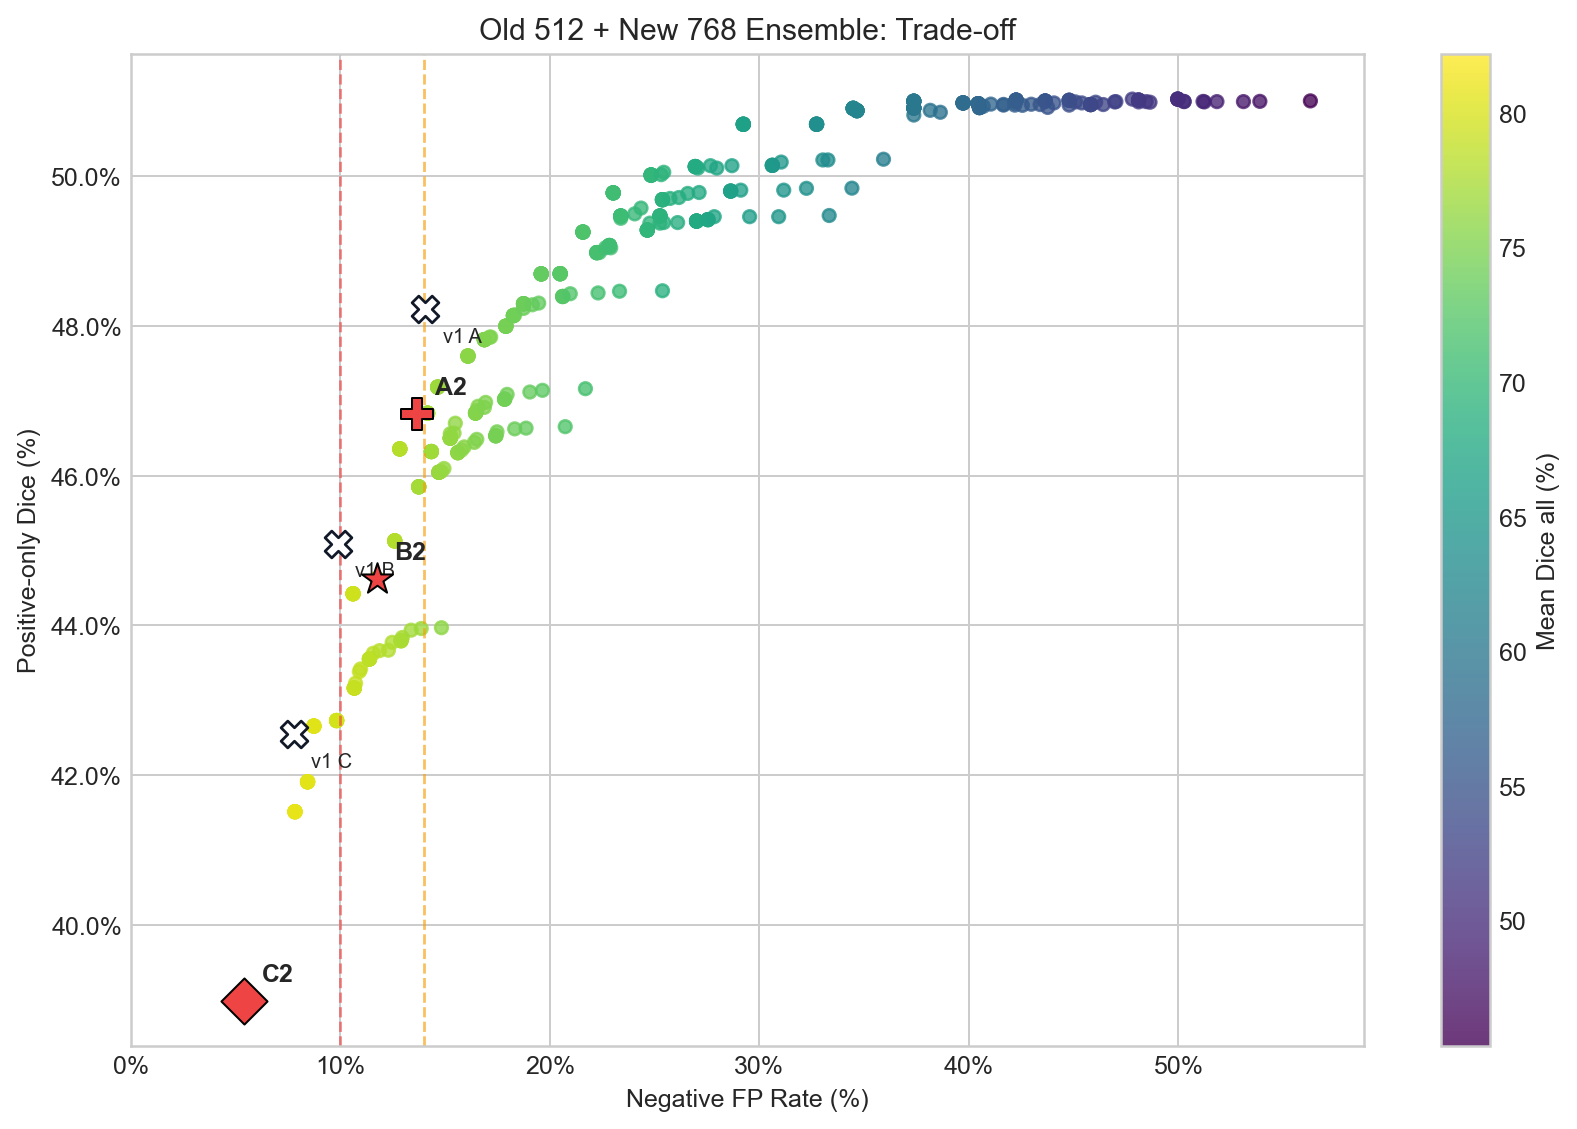 Old 512 + New 768 Ensemble: Trade-off
Positive-only Dice (%)
50.0%
48.0%
46.0%
44.0%
42.0%
40.0%
v1 A
A2
B2
v1 B
v1 C
C2
0%
10%
20%
30%
40%
50%
Negative FP Rate (%)
80
75
70
65
60
55
50
Mean Dice all (%)